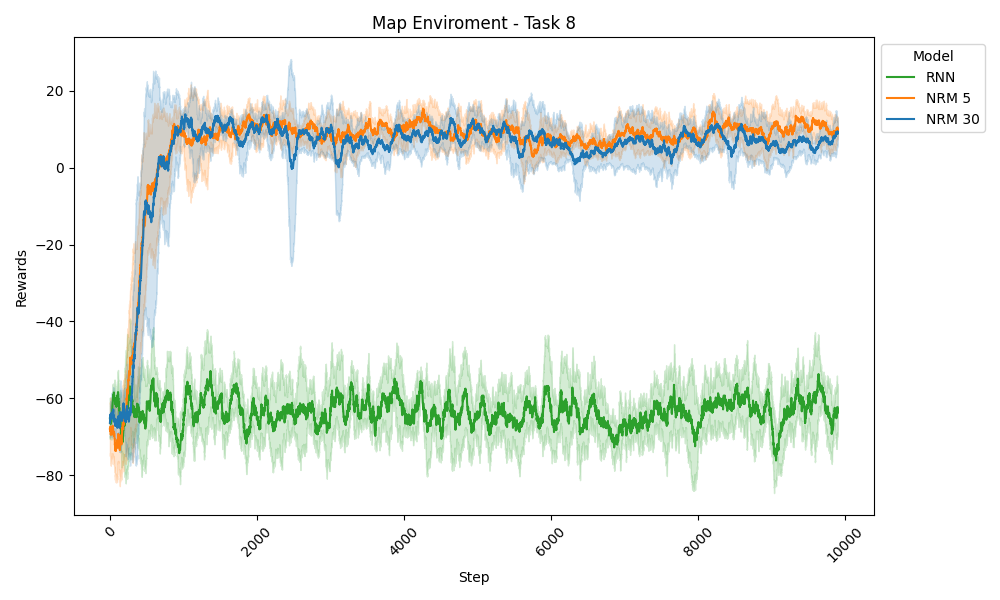 Map Enviroment - Task 8
Model
RNN
NRM 5
NRM 30
Rewards
20
0
−20
−40
−60
−80
0
2000
4000
6000
8000
10000
Step